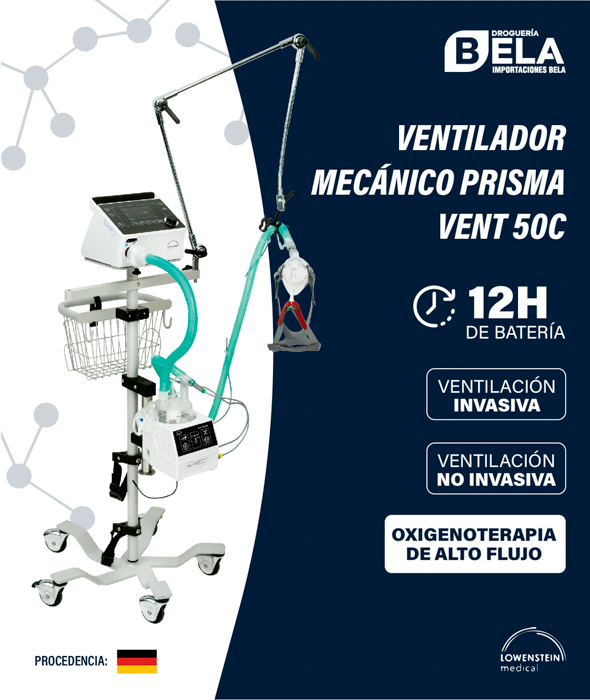 DROGUERÍA
BELA
IMPORTACIONES BELA
VENTILADOR
MECÁNICO PRISMA
VENT 50C
12H
DE BATERÍA
VENTILACIÓN
INVASIVA
VENTILACIÓN
NO INVASIVA
OXIGENOTERAPIA
DE ALTO FLUJO
PROCEDENCIA:
LOWENSTEIN
medical